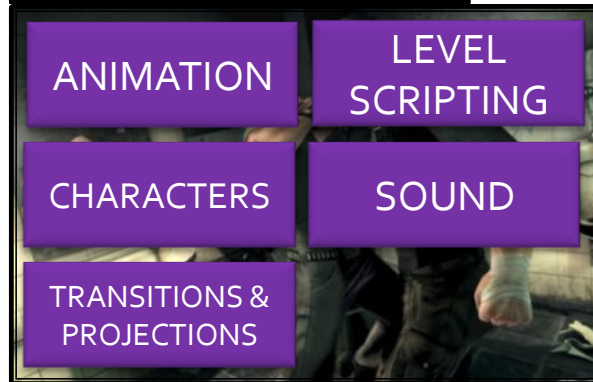 ANIMATION
LEVEL
SCRIPTING
CHARACTERS
SOUND
TRANSITIONS &
PROJECTIONS